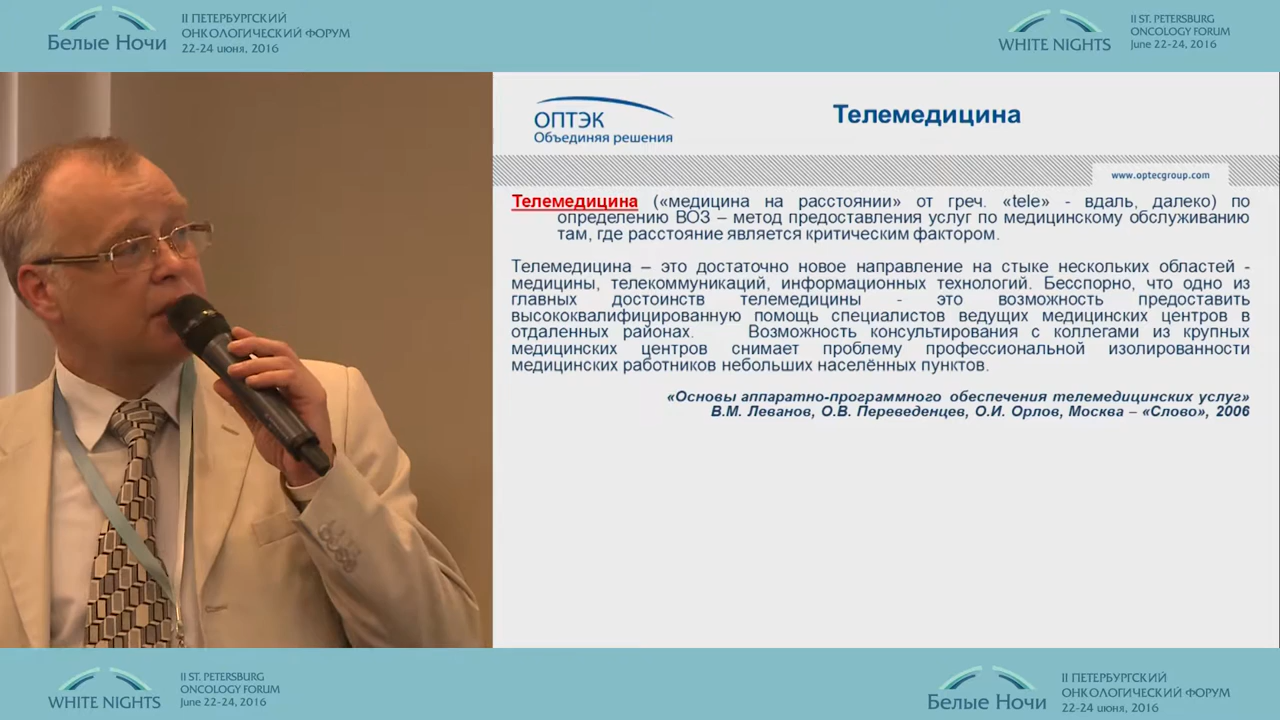 Белые Ночи
II ПЕТЕРБУРГСКИЙ
ОНКОЛОГИЧЕСКИЙ ФОРУМ
22-24 июня, 2016
WHITE NIGHTS
II ST. PETERSBURG
ONCOLOGY FORUM
June 22-24, 2016
ОПТЭК
Объединяя решения
Телемедицина
www.optecgroup.com
Телемедицина («медицина на расстоянии» от греч. «tele» - вдаль, далеко) по
определению ВОЗ – метод предоставления услуг по медицинскому обслуживанию
там, где расстояние является критическим фактором.
Телемедицина – это достаточно новое направление на стыке нескольких областей -
медицины, телекоммуникаций, информационных технологий. Бесспорно, что одно из
главных достоинств телемедицины - это возможность предоставить
высококвалифицированную помощь специалистов ведущих медицинских центров в
отдаленных районах. Возможность консультирования с коллегами из крупных
медицинских центров снимает проблему профессиональной изолированности
медицинских работников небольших населённых пунктов.
«Основы аппаратно-программного обеспечения телемедицинских услуг»
В.М. Леванов, О.В. Переведенцев, О.И. Орлов, Москва – «Слово», 2006
WHITE NIGHTS
II ST. PETERSBURG
ONCOLOGY FORUM
June 22-24, 2016
Белые Ночи
II ПЕТЕРБУРГСКИЙ
ОНКОЛОГИЧЕСКИЙ ФОРУМ
22-24 июня, 2016